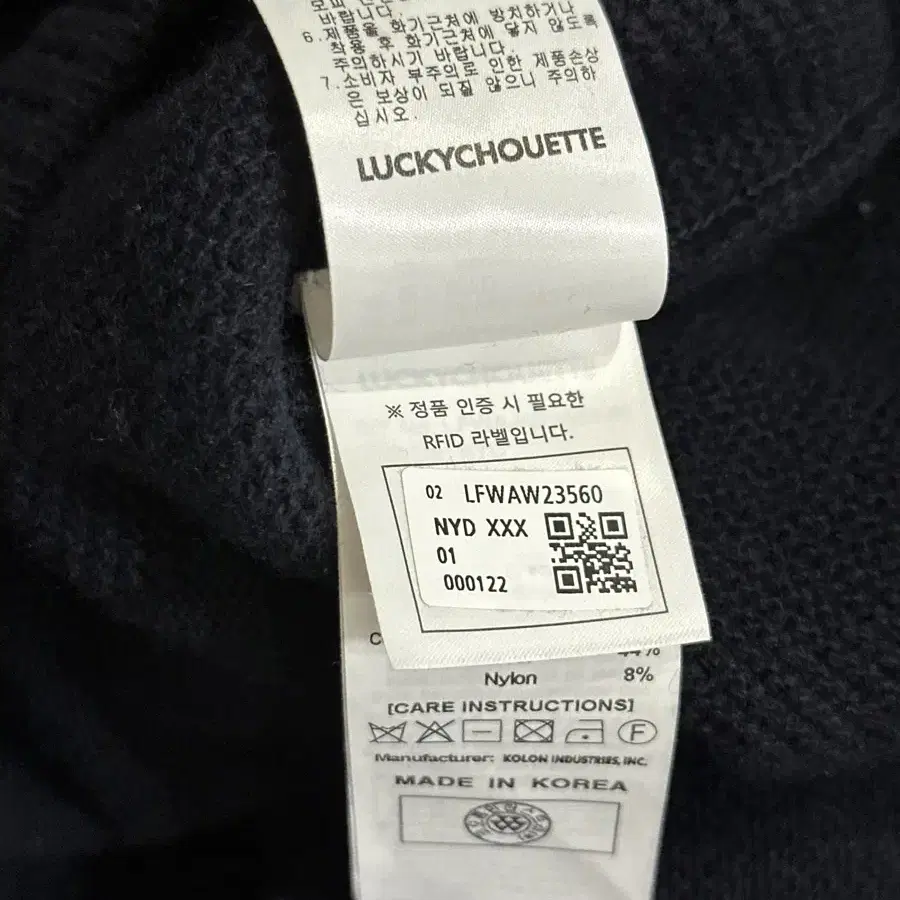 바랍니다.
6.제품을 화기근처에 방치하거나
착용 후 화기근처에 닿지 않도록
주의하시기 바랍니다.
7.소비자 부주의로 인한 제품손상
은 보상이 되질 않으니 주의하
십시오.
LUCKYCHOUETTE
※ 정품 인증 시 필요한
RFID 라벨입니다.
02 LFWAW23560
NYD XXX
01
000122
C
44%
Nylon 8%
[CARE INSTRUCTIONS]
F
Manufacturer: KOLON INDUSTRIES, INC.
MADE IN KOREA